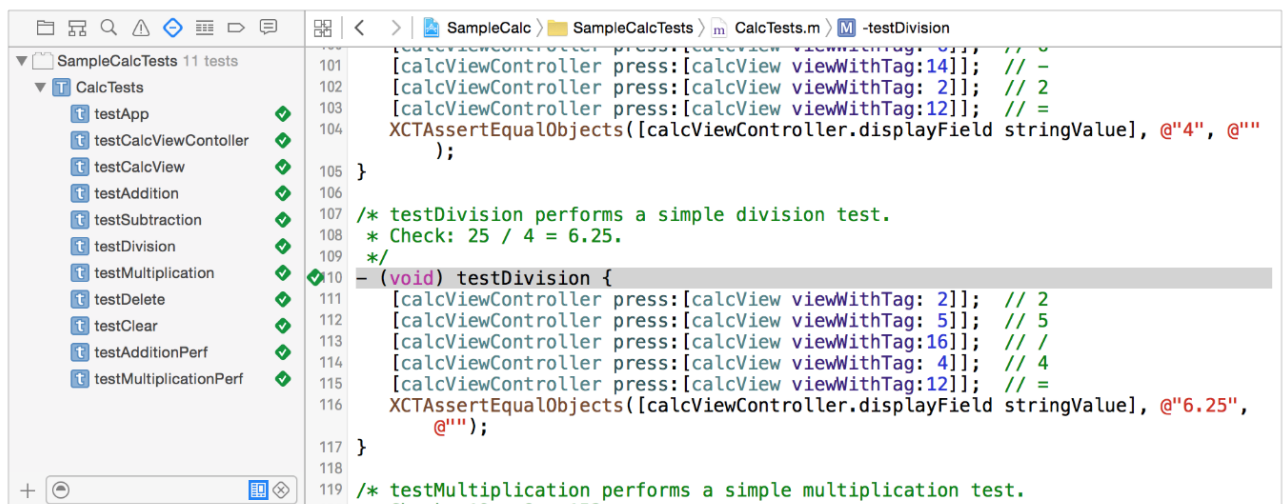 SampleCalc SampleCalcTests m CalcTests.m M -testDivision
SampleCalcTests 11 tests
T CalcTests
t testApp
t testCalcViewContoller
t testCalcView
t testAddition
t testSubtraction
t testDivision
t testMultiplication
t testDelete
t testClear
t testAdditionPerf
t testMultiplicationPerf
101 [calcViewController press:[calcView viewWithTag:14]];  // −
102 [calcViewController press:[calcView viewWithTag: 2]];  // 2
103 [calcViewController press:[calcView viewWithTag:12]];  // =
104 XCTAssertEqualObjects([calcViewController.displayField stringValue], @"4", @""
);
105 }
106
107 /* testDivision performs a simple division test.
108 * Check: 25 / 4 = 6.25.
109 */
110 - (void) testDivision {
111 [calcViewController press:[calcView viewWithTag: 2]];  // 2
112 [calcViewController press:[calcView viewWithTag: 5]];  // 5
113 [calcViewController press:[calcView viewWithTag:16]];  // /
114 [calcViewController press:[calcView viewWithTag: 4]];  // 4
115 [calcViewController press:[calcView viewWithTag:12]];  // =
116 XCTAssertEqualObjects([calcViewController.displayField stringValue], @"6.25",
@"");
117 }
118
119 /* testMultiplication performs a simple multiplication test.